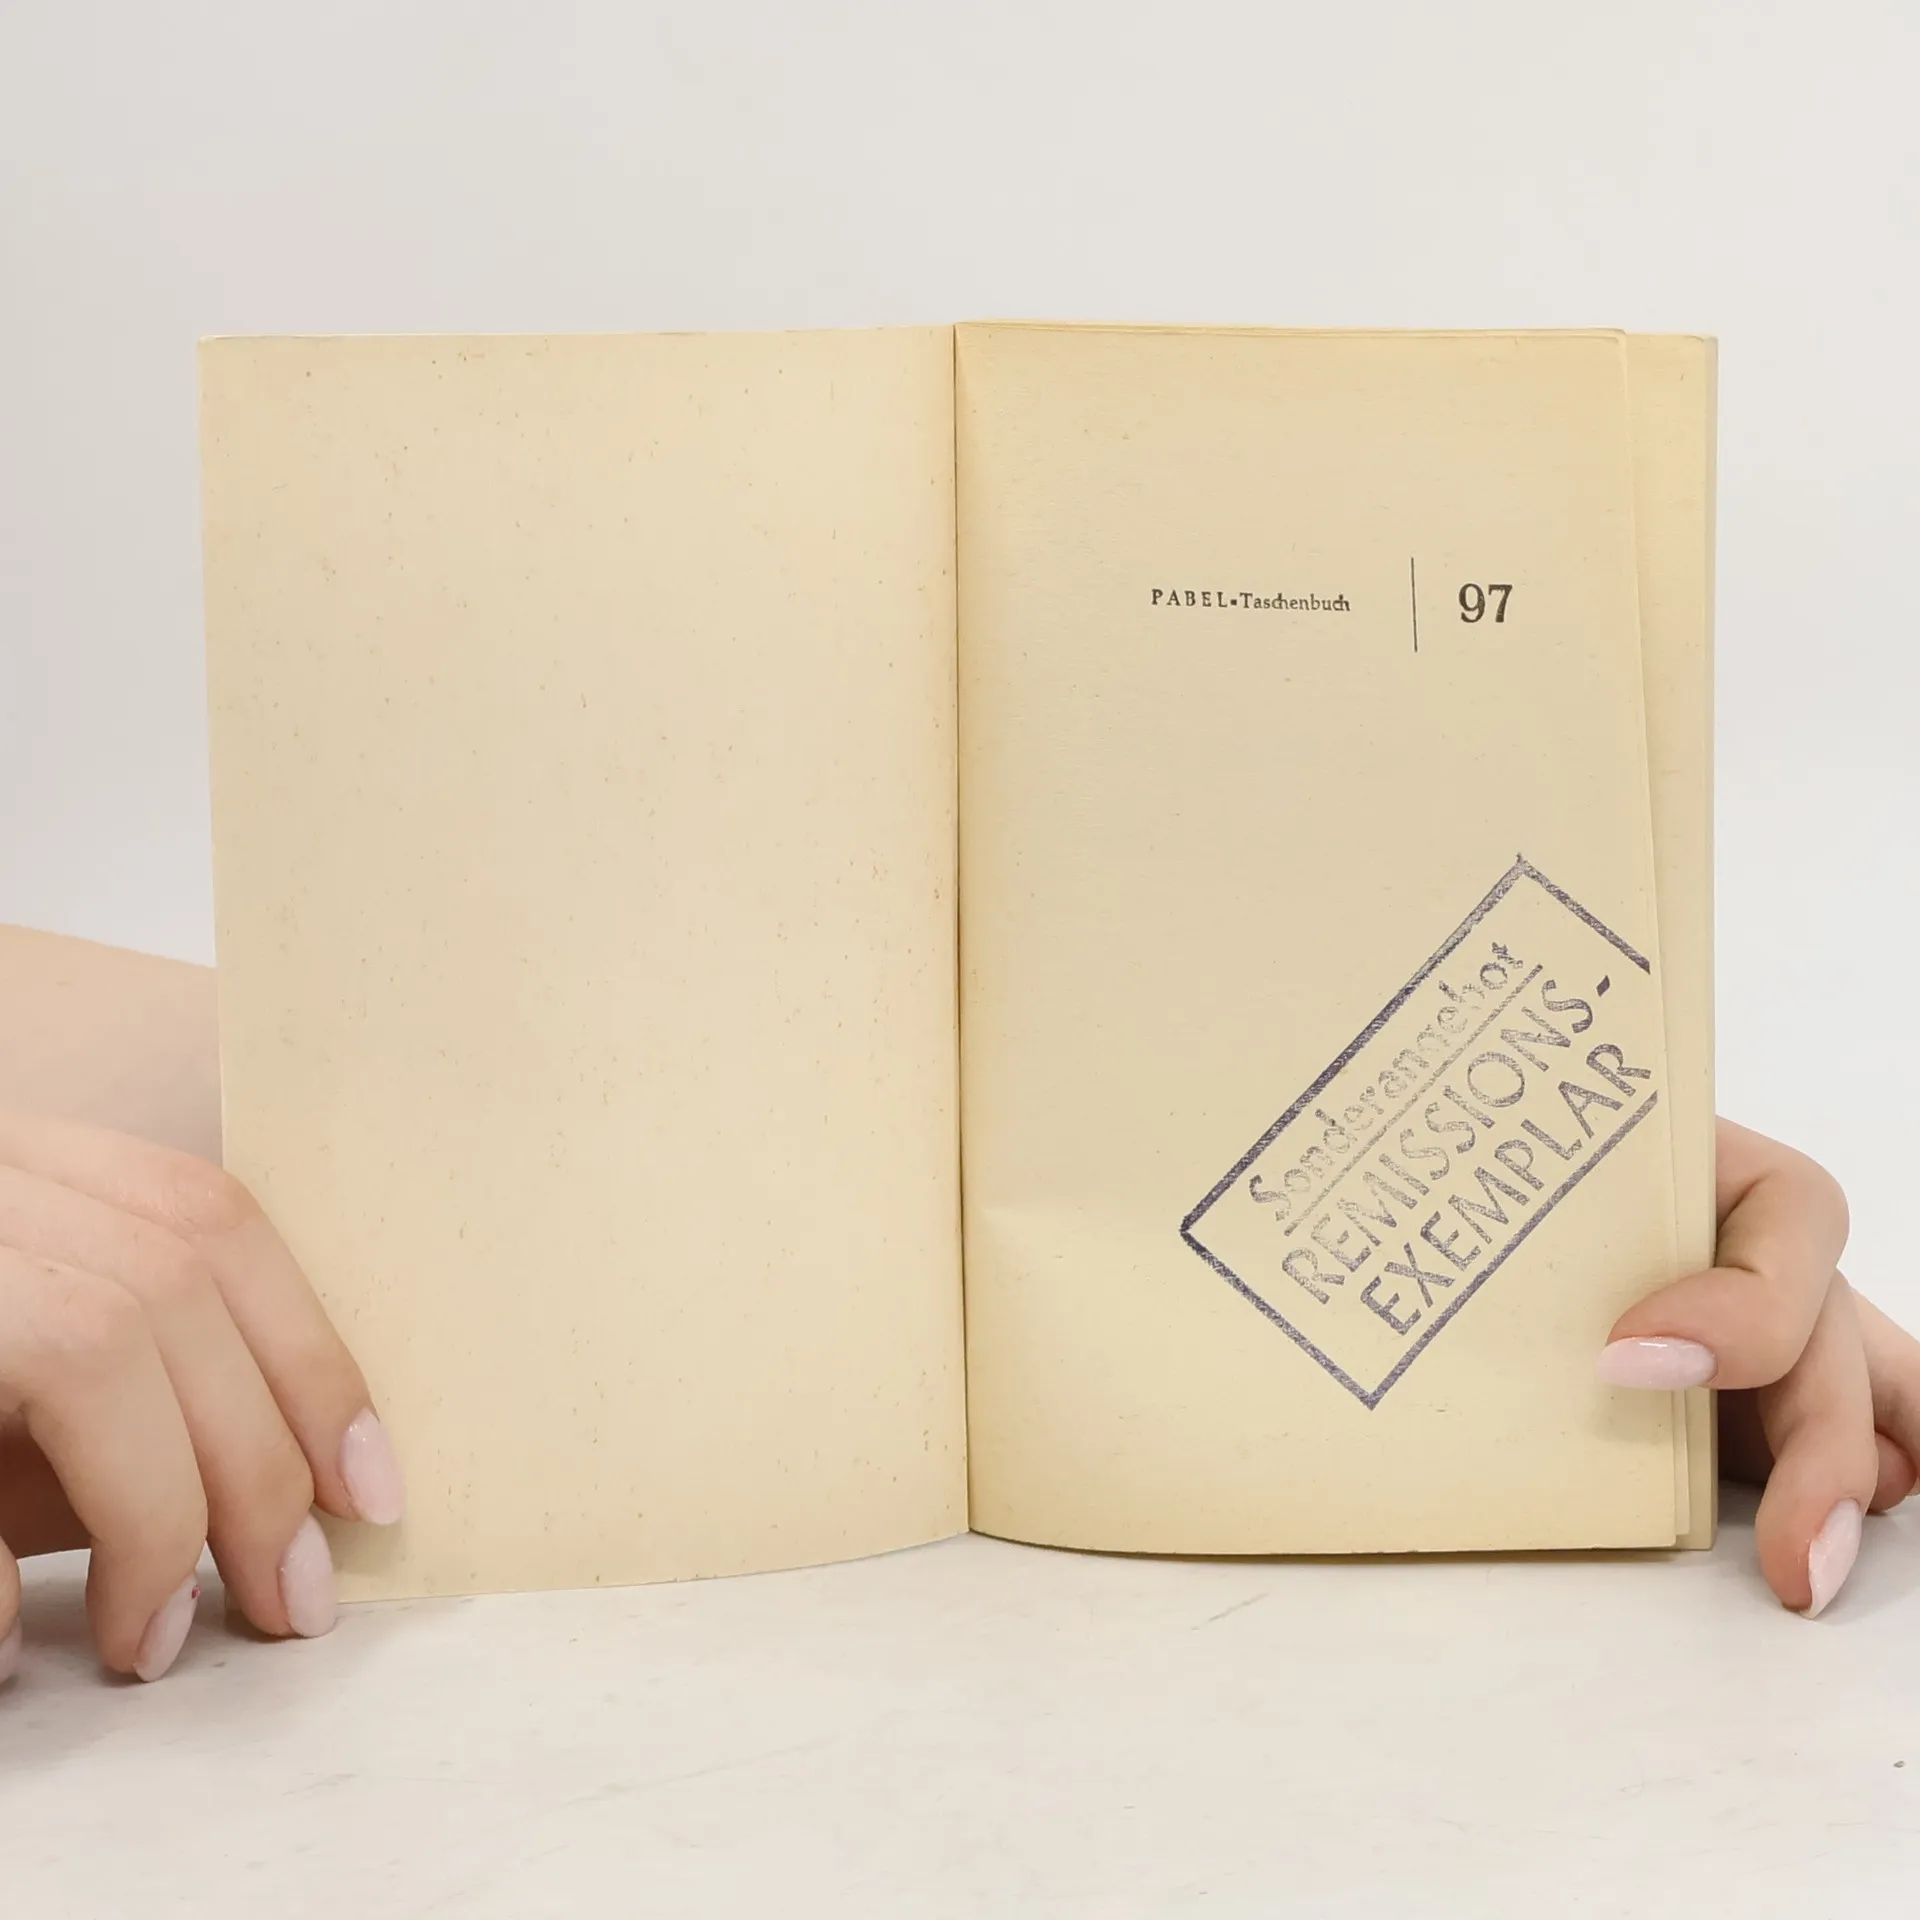 PABEL-Taschenbuch 97
Sonderangebot
REMISSIONS-
EXEMPLAR